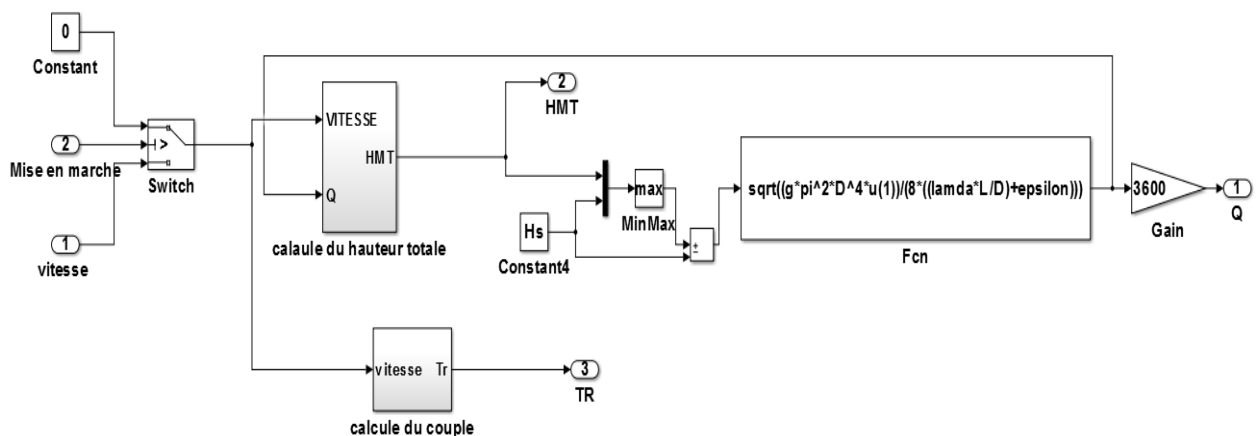 0
Constant
2
Mise en marche
>
Switch
1
vitesse
VITESSE
HMT
Q
calaule du hauteur totale
2
HMT
Hs
Constant4
max
MinMax
+
−
sqrt((g*pi^2*D^4*u(1))/(8*((lamda*L/D)+epsilon)))
Fcn
3600
Gain
1
Q
vitesse Tr
calcule du couple
3
TR